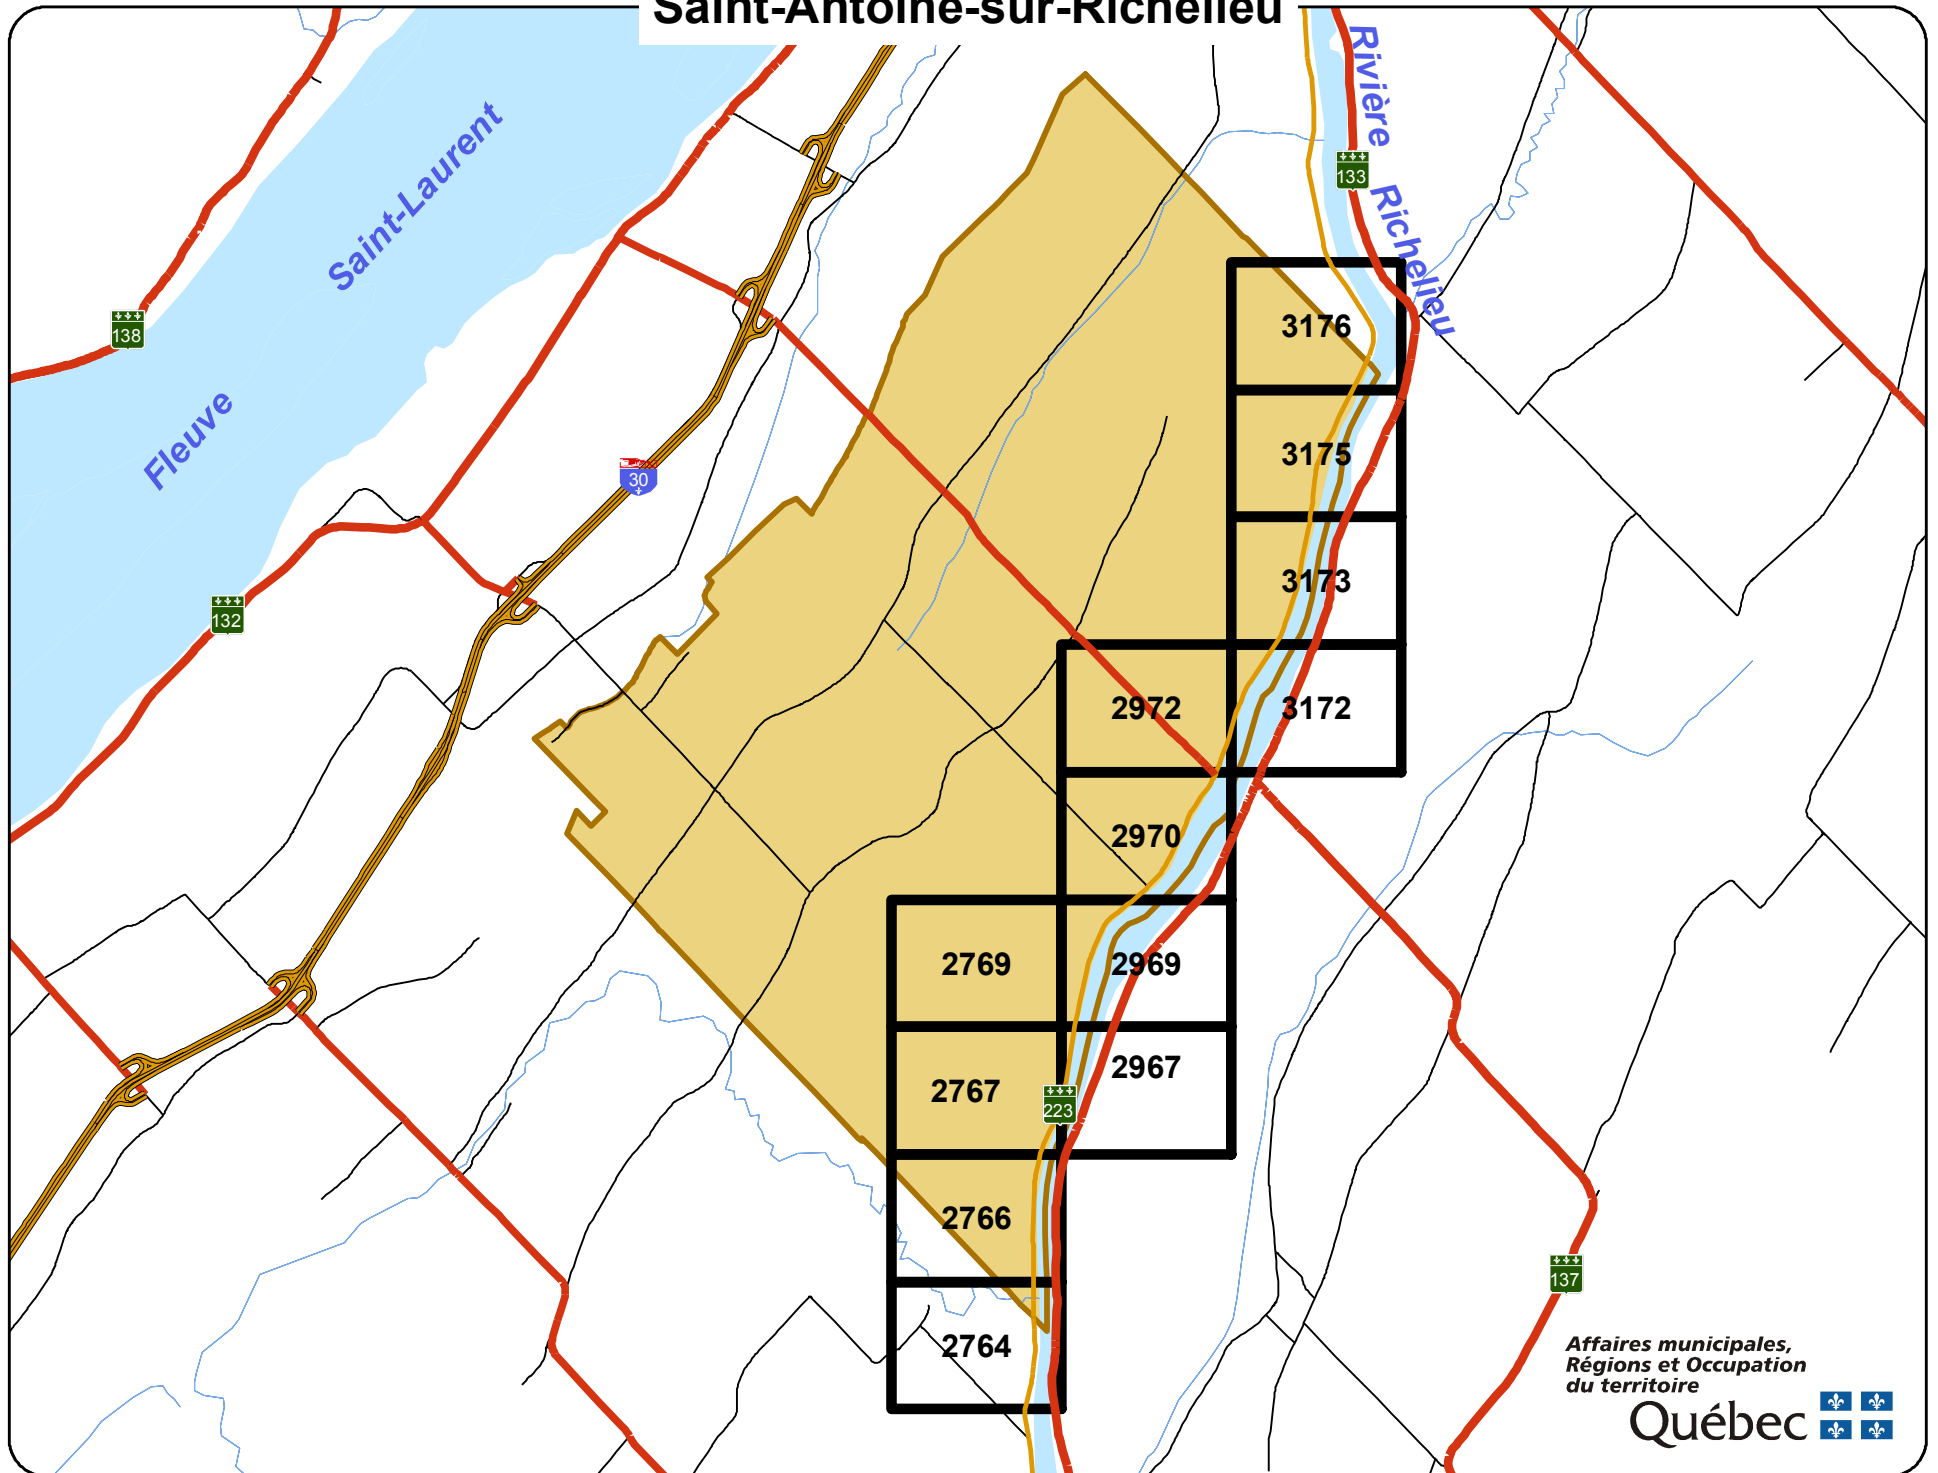 Saint-Antoine-sur-Richelieu
Rivière
Richelieu
133
Saint-Laurent
Fleuve
138
30
132
3176
3175
3173
2972
3172
2970
2769
2969
2767
2967
223
2766
2764
137
Affaires municipales,
Régions et Occupation
du territoire
Québec